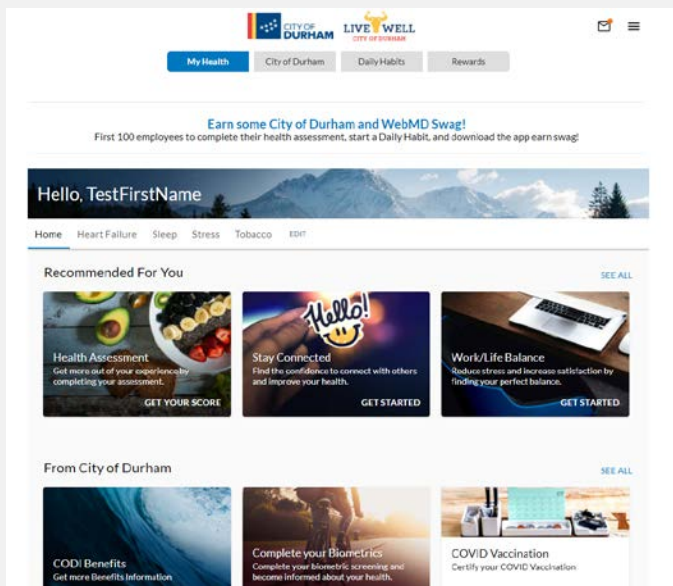 CITY OF
DURHAM
LIVE WELL
CITY OF DURHAM
My Health
City of Durham
Daily Habits
Rewards
Earn some City of Durham and WebMD Swag!
First 100 employees to complete their health assessment, start a Daily Habit, and download the app earn swag!
Hello, TestFirstName
Home
Heart Failure
Sleep
Stress
Tobacco
EDIT
Recommended For You
SEE ALL
Health Assessment
Get more out of your experience by
completing your assessment.
GET YOUR SCORE
Hello!
Stay Connected
Find the confidence to connect with others
and improve your health.
GET STARTED
Work/Life Balance
Reduce stress and increase satisfaction by
finding your perfect balance.
GET STARTED
From City of Durham
SEE ALL
CODI Benefits
Get more Benefits Information
Complete your Biometrics
Complete your biometric screening and
become informed about your health.
COVID Vaccination
Certify your COVID Vaccination